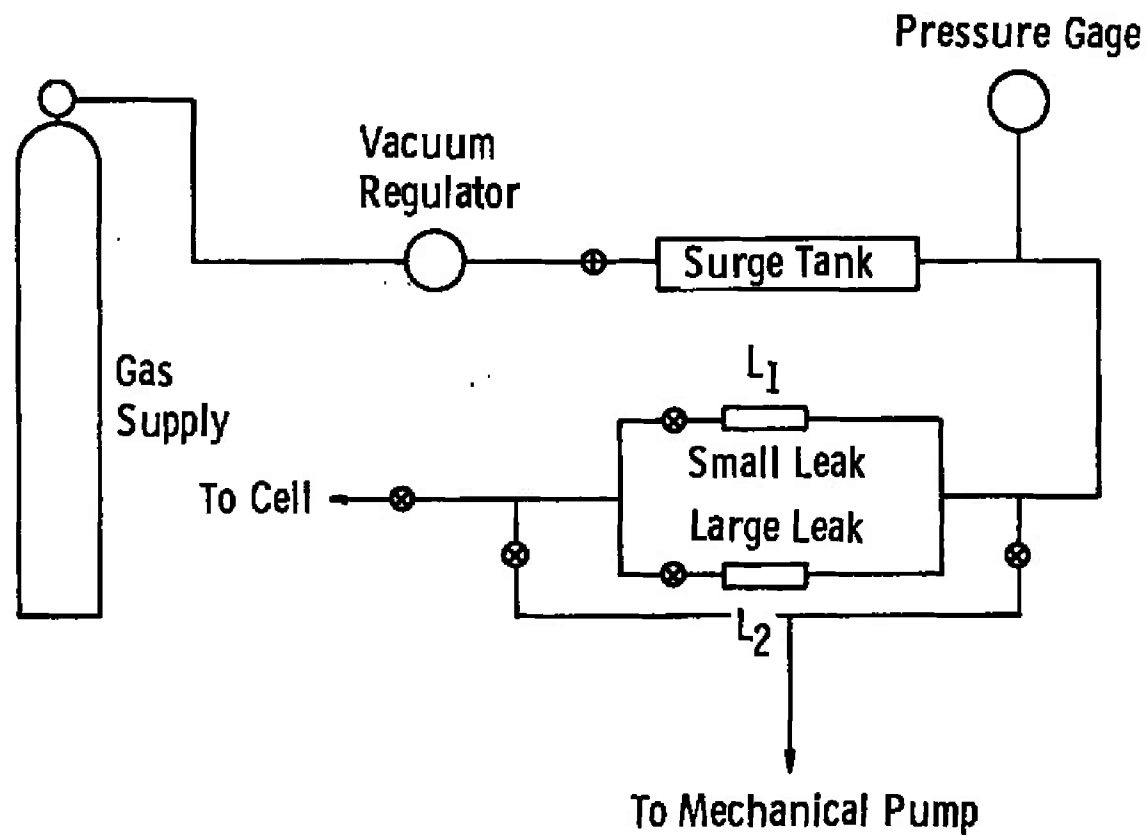 Pressure Gage
Vacuum
Regulator
Surge Tank
Gas
Supply
L1
Small Leak
To Cell
Large Leak
L2
To Mechanical Pump